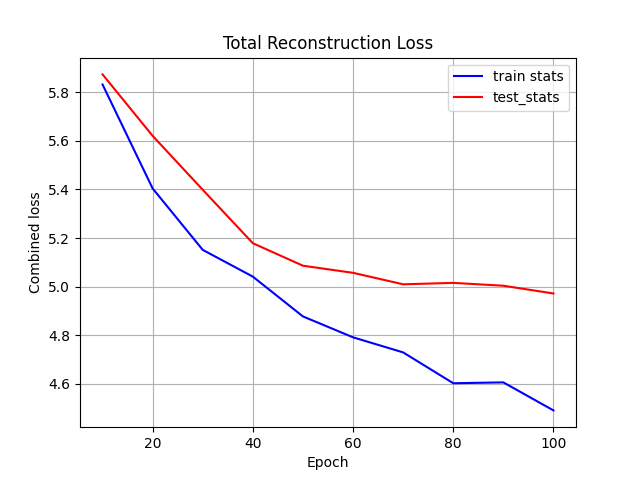 Total Reconstruction Loss
train stats
test_stats
Combined loss
5.8
5.6
5.4
5.2
5.0
4.8
4.6
20
40
60
80
100
Epoch